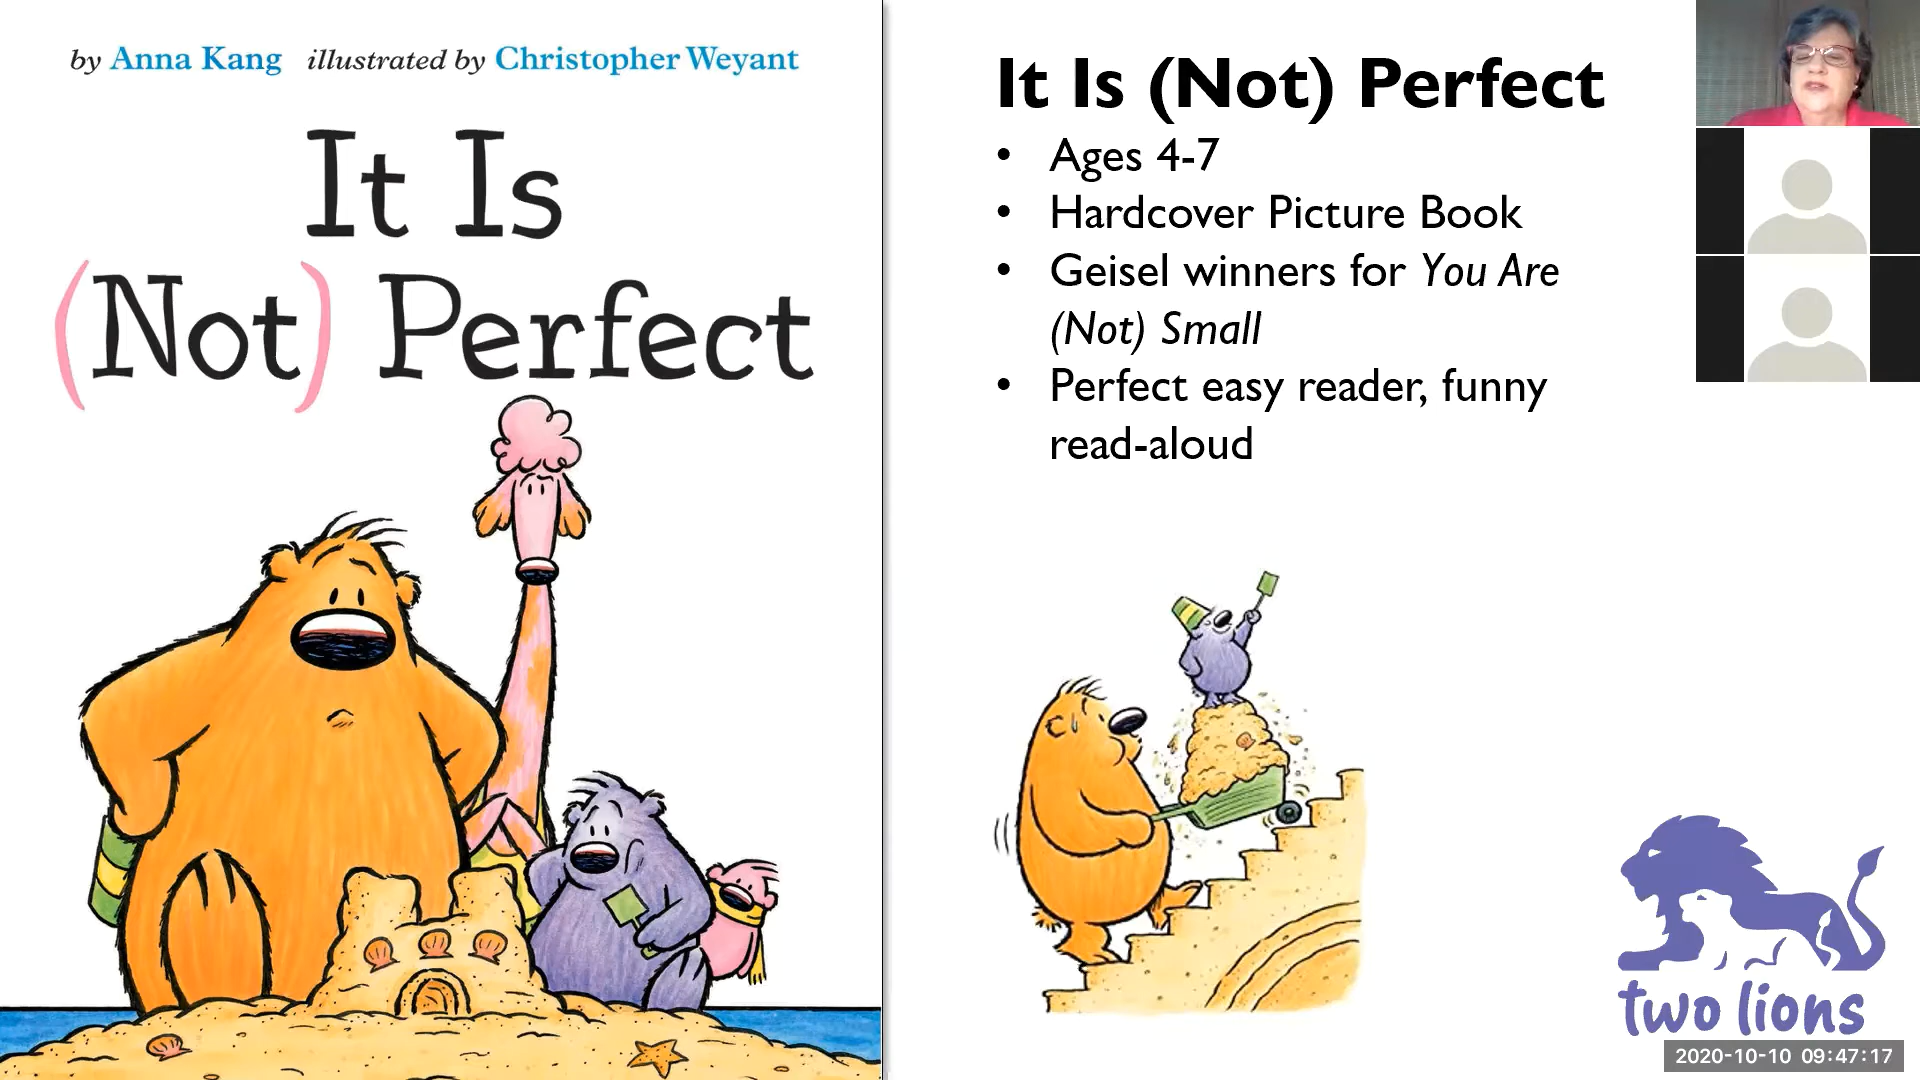 by Anna Kang illustrated by Christopher Weyant
It Is
(Not) Perfect
It Is (Not) Perfect
• Ages 4-7
• Hardcover Picture Book
• Geisel winners for You Are
(Not) Small
• Perfect easy reader, funny
read-aloud
two lions
2020-10-10 09:47:17